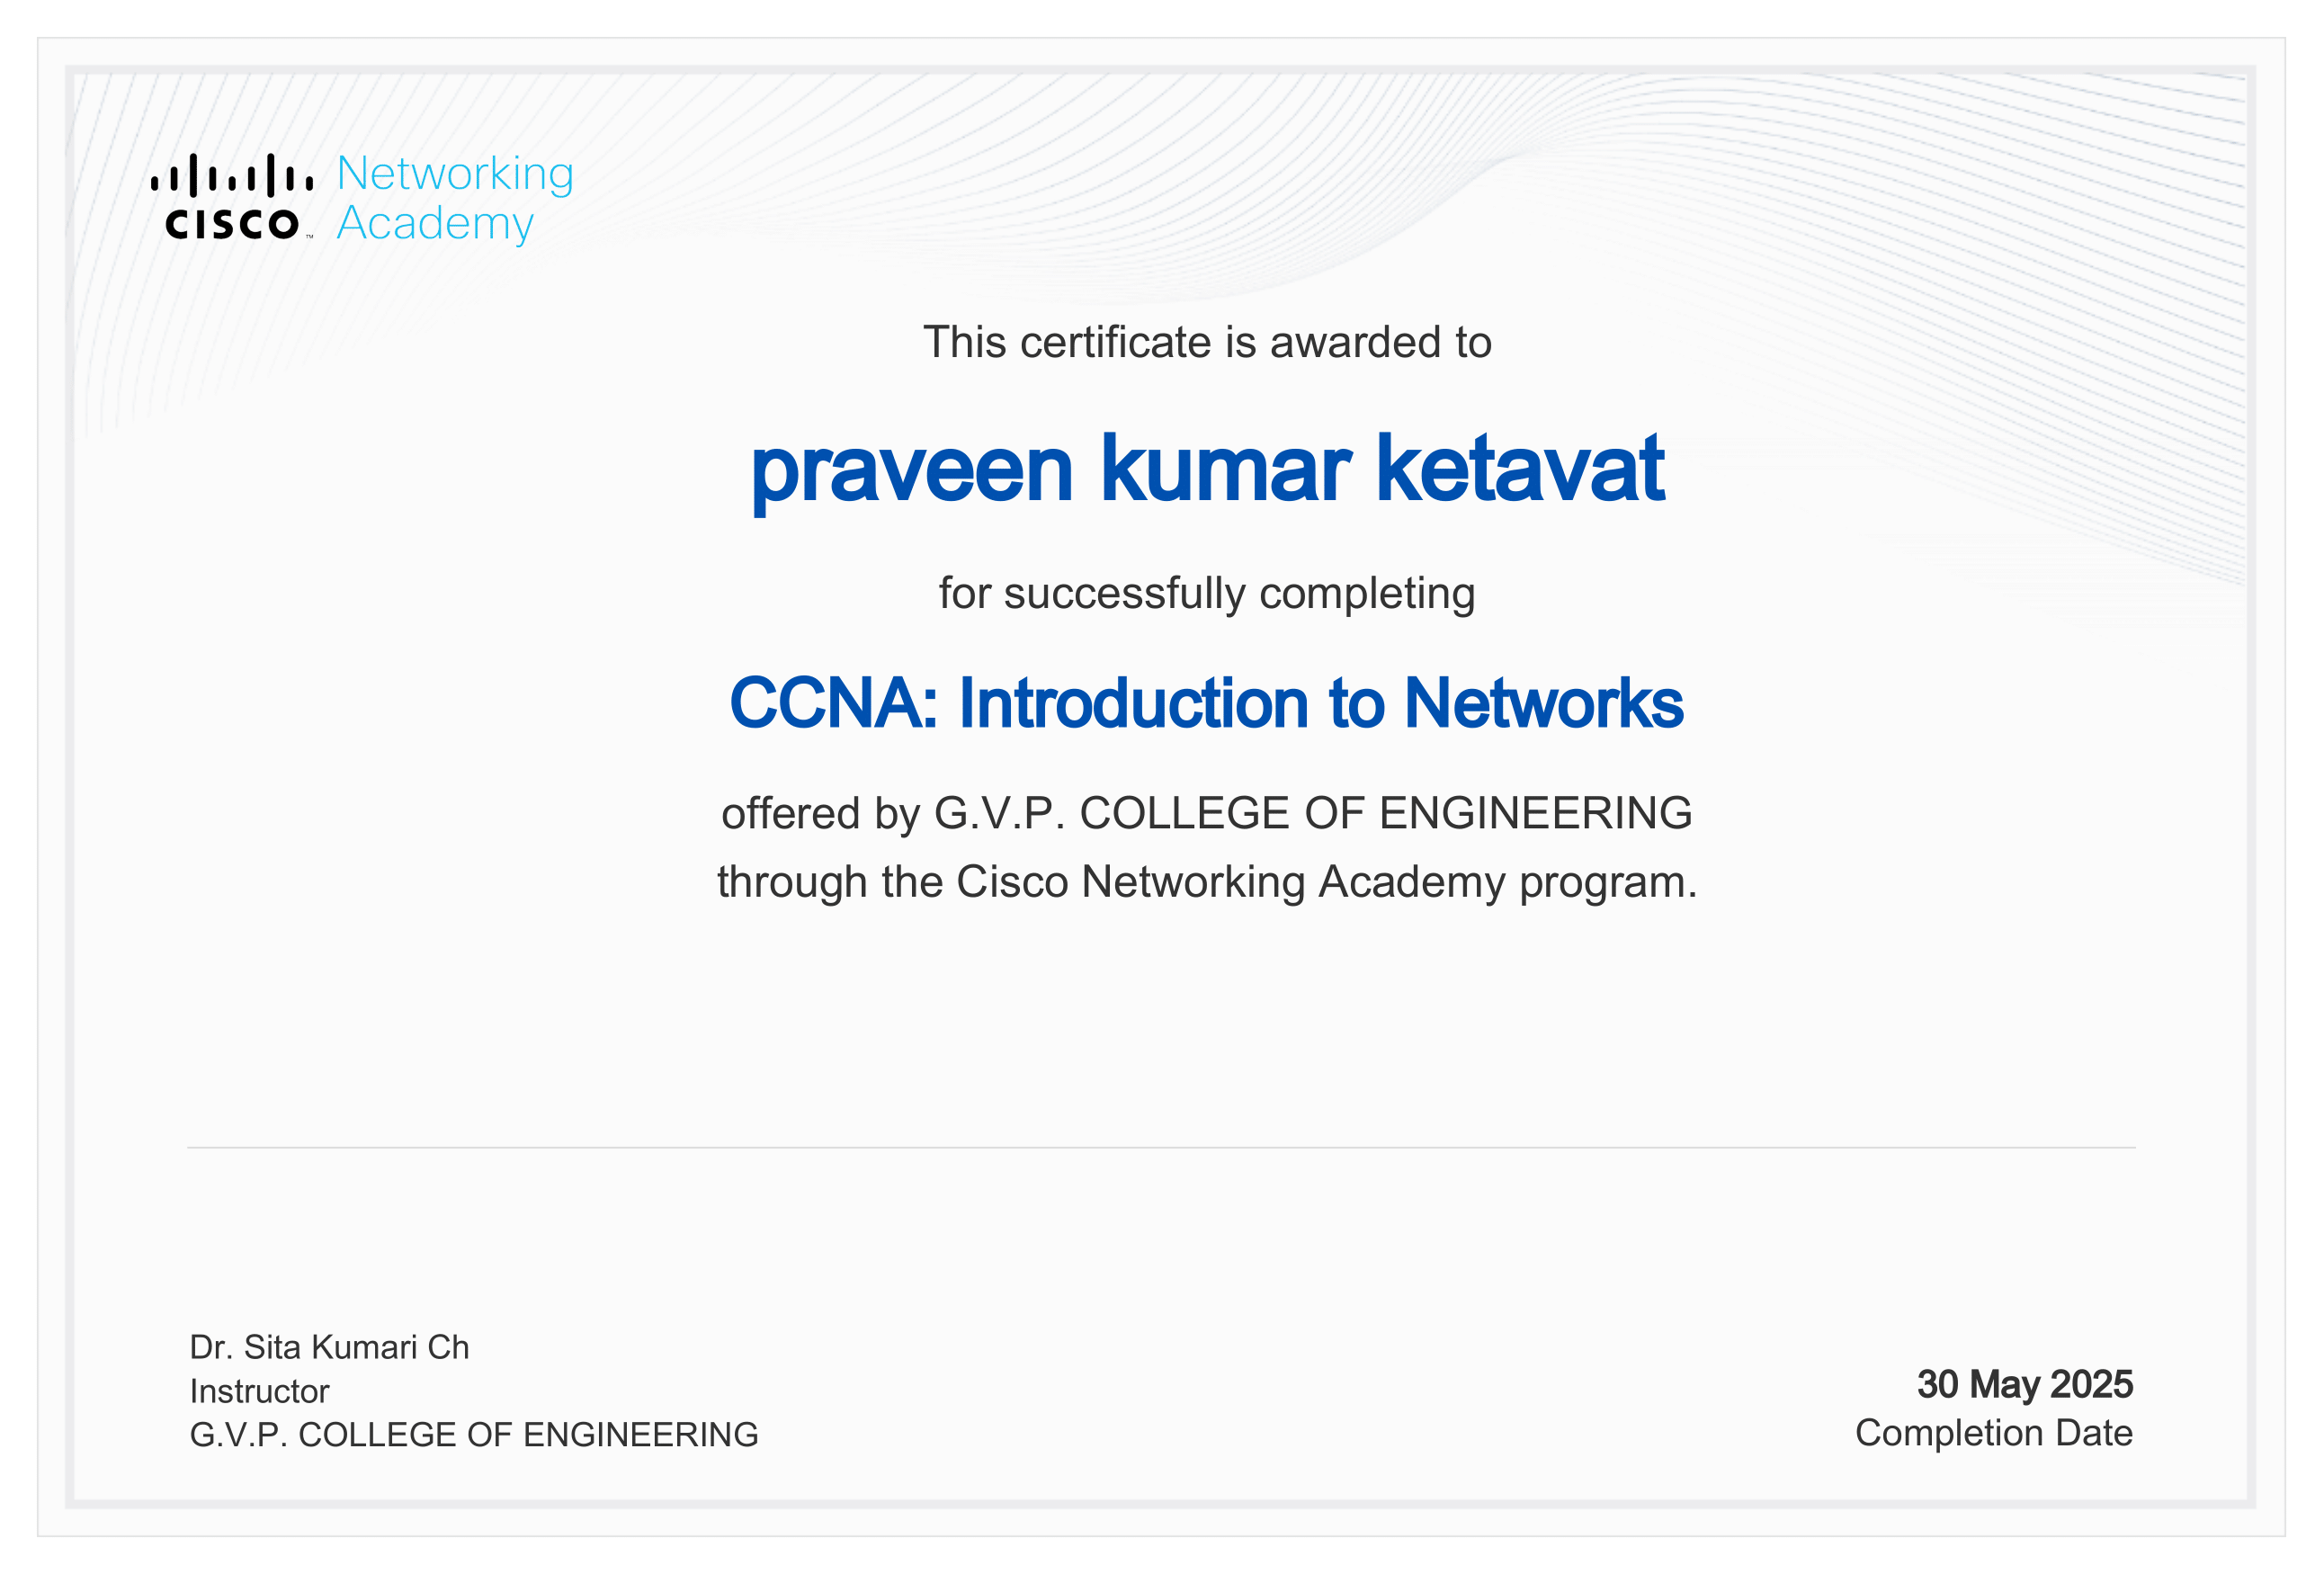 Networking
Academy
CISCO™
This certificate is awarded to
praveen kumar ketavat
for successfully completing
CCNA: Introduction to Networks
offered by G.V.P. COLLEGE OF ENGINEERING
through the Cisco Networking Academy program.
Dr. Sita Kumari Ch
Instructor
G.V.P. COLLEGE OF ENGINEERING
30 May 2025
Completion Date